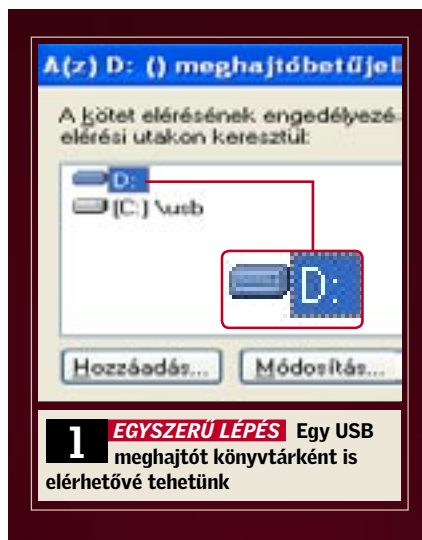 A(z) D: () meghajtóbetűjel
A kötet elérésének engedélyezé
elérési utakon keresztül:
D:
[C:] \usb
D:
Hozzáadás...
Módosítás...
1 EGYSZERŰ LÉPÉS Egy USB
meghajtót könyvtárként is
elérhetővé tehetünk